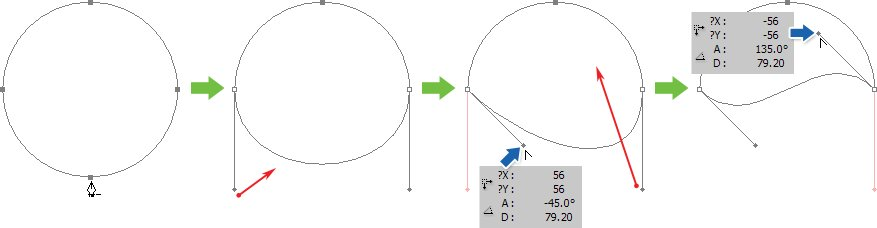 ?X : 56
?Y : 56
A : -45.0°
D : 79.20
?X : -56
?Y : -56
A : 135.0°
D : 79.20